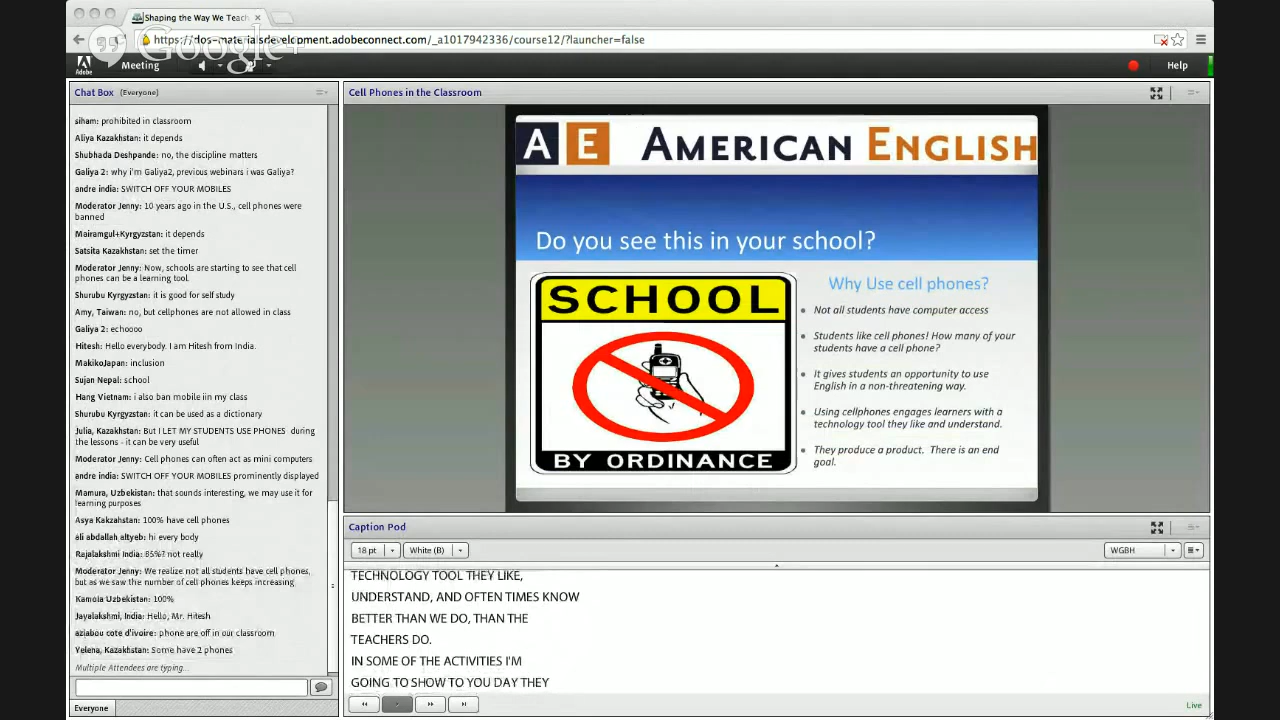 Shaping the Way We Teach
Google+
https://dos-materialsdevelopment.adobeconnect.com/_a1017942336/course12/?launcher=false
Adobe
Meeting
Help
Chat Box (Everyone)
siham: prohibited in classroom
Aliya Kazakhstan: it depends
Shubhada Deshpande: no, the discipline matters
Galiya 2: why i'm Galiya2, previous webinars i was Galiya?
andre india: SWITCH OFF YOUR MOBILES
Moderator Jenny: 10 years ago in the U.S., cell phones were
banned
Mairamgul+Kyrgyzstan: it depends
Satsita Kazakhstan: set the timer
Moderator Jenny: Now, schools are starting to see that cell
phones can be a learning tool
Shurubu Kyrgyzstan: it is good for self study
Amy, Taiwan: no, but cellphones are not allowed in class
Galiya 2: echoooo
Hitesh: Hello everybody. I am Hitesh from India.
MakikoJapan: inclusion
Sujan Nepal: school
Hang Vietnam: i also ban mobile iin my class
Shurubu Kyrgyzstan: it can be used as a dictionary
Julia, Kazakhstan: But I LET MY STUDENTS USE PHONES during
the lessons - it can be very useful
Moderator Jenny: Cell phones can often act as mini computers
andre india: SWITCH OFF YOUR MOBILES prominently displayed
Mamura, Uzbekistan: that sounds interesting, we may use it for
learning purposes
Asya Kakzahstan: 100% have cell phones
ali abdallah altyeb: hi every body
Rajalakshmi India: 85%? not really
Moderator Jenny: We realize not all students have cell phones,
but as we saw the number of cell phones keeps increasing
Kamola Uzbekistan: 100%
Jayalakshmi, India: Hello, Mr. Hitesh
aziabou cote d'ivoire: phone are off in our classroom
Yelena, Kazakhstan: Some have 2 phones
Multiple Attendees are typing...
Everyone
Cell Phones in the Classroom
A E AMERICAN ENGLISH
Do you see this in your school?
SCHOOL
BY ORDINANCE
Why Use cell phones?
• Not all students have computer access
• Students like cell phones! How many of your
students have a cell phone?
• It gives students an opportunity to use
English in a non-threatening way.
• Using cellphones engages learners with a
technology tool they like and understand.
• They produce a product. There is an end
goal.
Caption Pod
18 pt White (B) WGBH
TECHNOLOGY TOOL THEY LIKE,
UNDERSTAND, AND OFTEN TIMES KNOW
BETTER THAN WE DO, THAN THE
TEACHERS DO.
IN SOME OF THE ACTIVITIES I'M
GOING TO SHOW TO YOU DAY THEY
Live